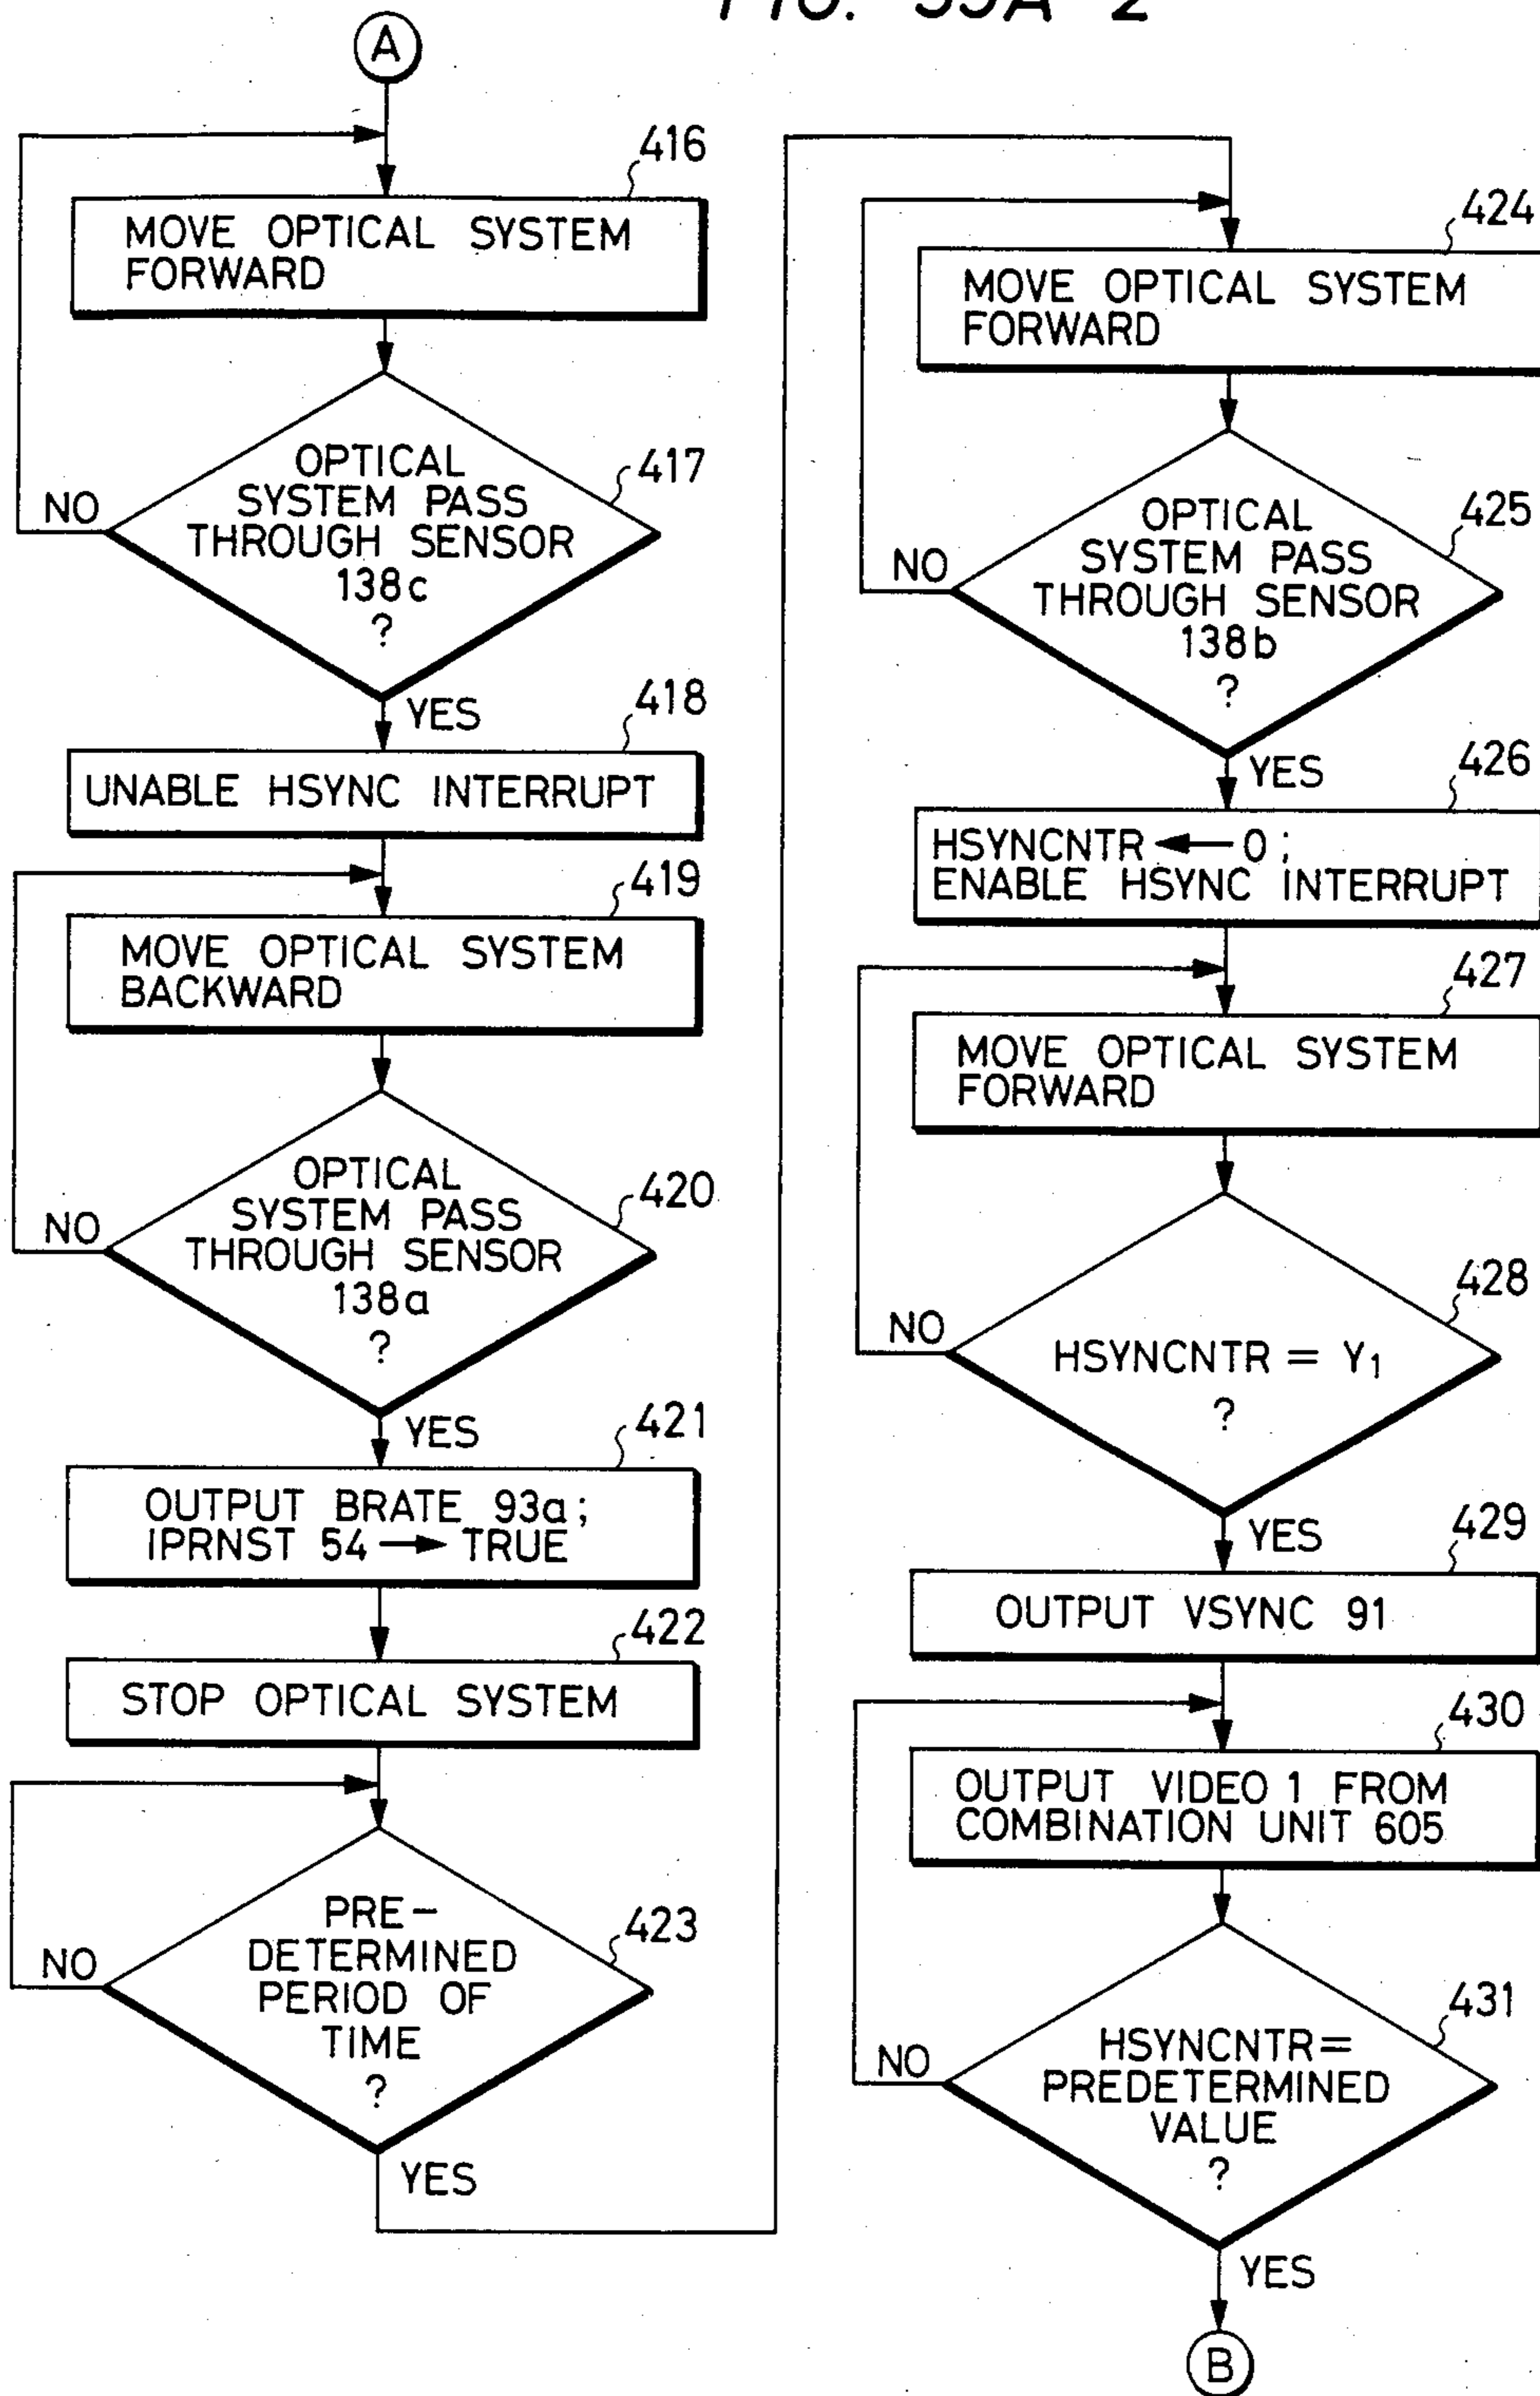 A
416
MOVE OPTICAL SYSTEM
FORWARD
417
OPTICAL
SYSTEM PASS
THROUGH SENSOR
138c
?
NO
YES
418
UNABLE HSYNC INTERRUPT
419
MOVE OPTICAL SYSTEM
BACKWARD
420
OPTICAL
SYSTEM PASS
THROUGH SENSOR
138a
?
NO
YES
421
OUTPUT BRATE 93a;
IPRNST 54 → TRUE
422
STOP OPTICAL SYSTEM
423
PRE-
DETERMINED
PERIOD OF
TIME
?
NO
YES
424
MOVE OPTICAL SYSTEM
FORWARD
425
OPTICAL
SYSTEM PASS
THROUGH SENSOR
138b
?
NO
YES
426
HSYNCNTR ← 0;
ENABLE HSYNC INTERRUPT
427
MOVE OPTICAL SYSTEM
FORWARD
428
HSYNCNTR = Y1
?
NO
YES
429
OUTPUT VSYNC 91
430
OUTPUT VIDEO 1 FROM
COMBINATION UNIT 605
431
HSYNCNTR=
PREDETERMINED
VALUE
?
NO
YES
B